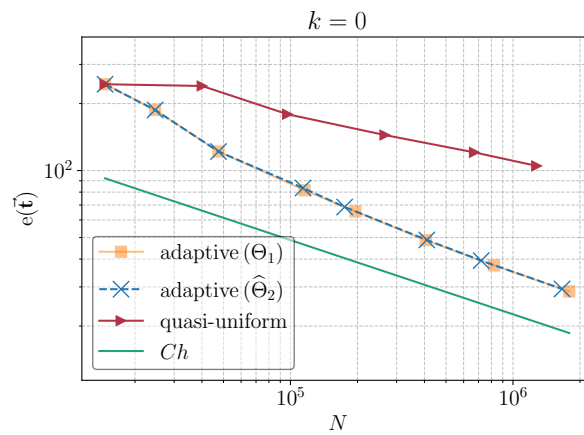 k = 0
e(t⃗)
10²
adaptive (Θ₁)
adaptive (Θ̂₂)
quasi-uniform
Ch
10⁵
10⁶
N